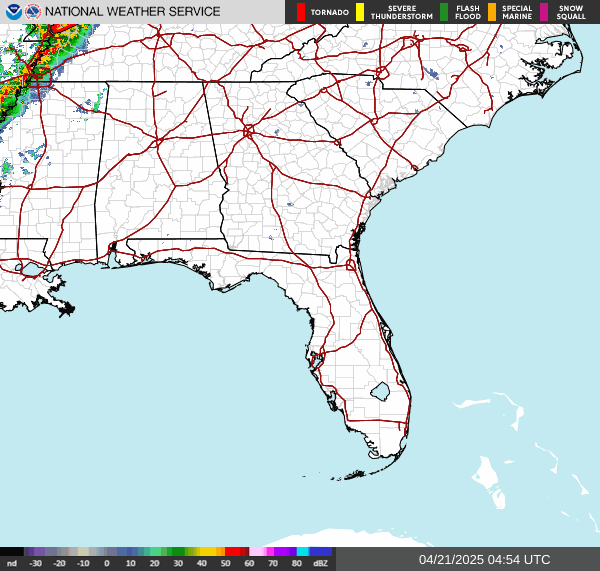 NATIONAL WEATHER SERVICE
TORNADO
SEVERE
THUNDERSTORM
FLASH
FLOOD
SPECIAL
MARINE
SNOW
SQUALL
nd -30 -20 -10 0 10 20 30 40 50 60 70 80 dBZ
04/21/2025 04:54 UTC